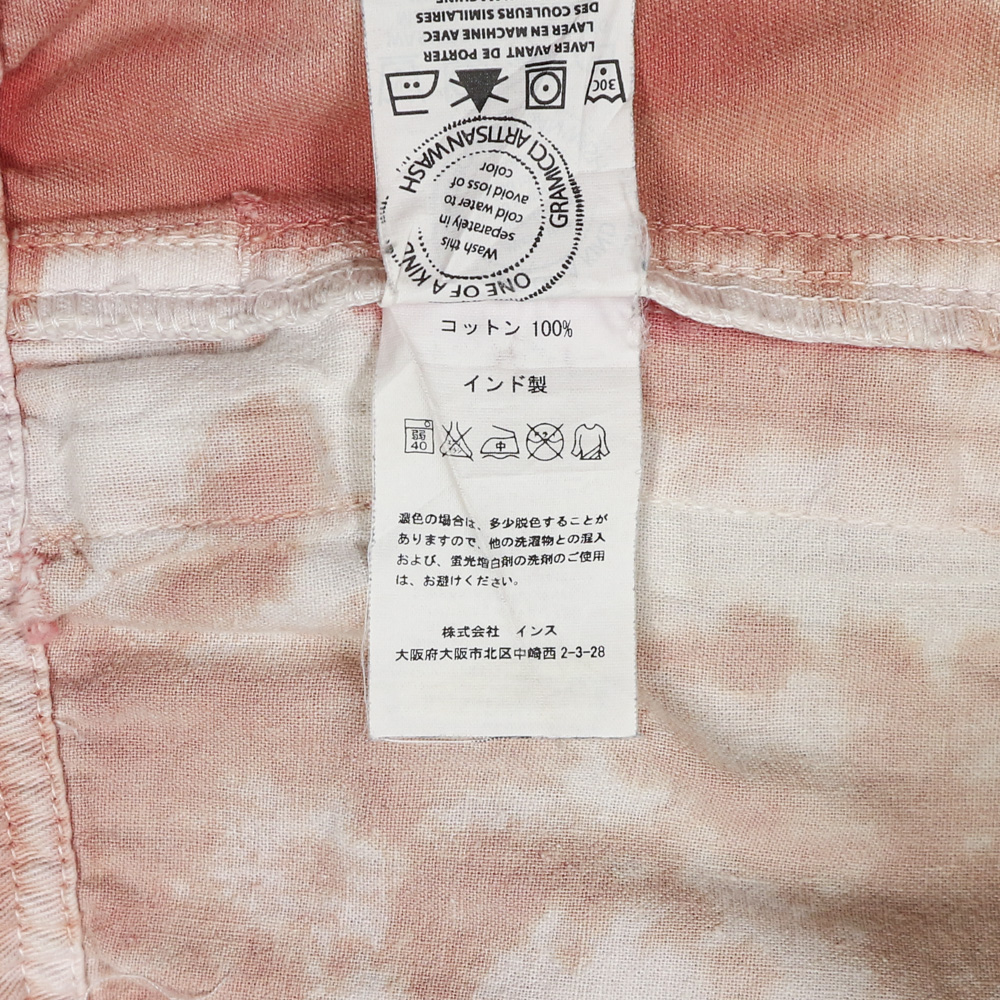 LAVER AVANT DE PORTER
LAVER EN MACHINE AVEC
DES COULEURS SIMILAIRES
30C
GRAMICCI ARTISAN WASH
ONE OF A KIND
Wash this
separately in
cold water to
avoid loss of
color
コットン 100%
インド製
弱
40
中
濃色の場合は、多少脱色することが
ありますので、他の洗濯物との混入
および、蛍光増白剤の洗剤のご使用
は、お避けください。
株式会社 インス
大阪府大阪市北区中崎西 2-3-28